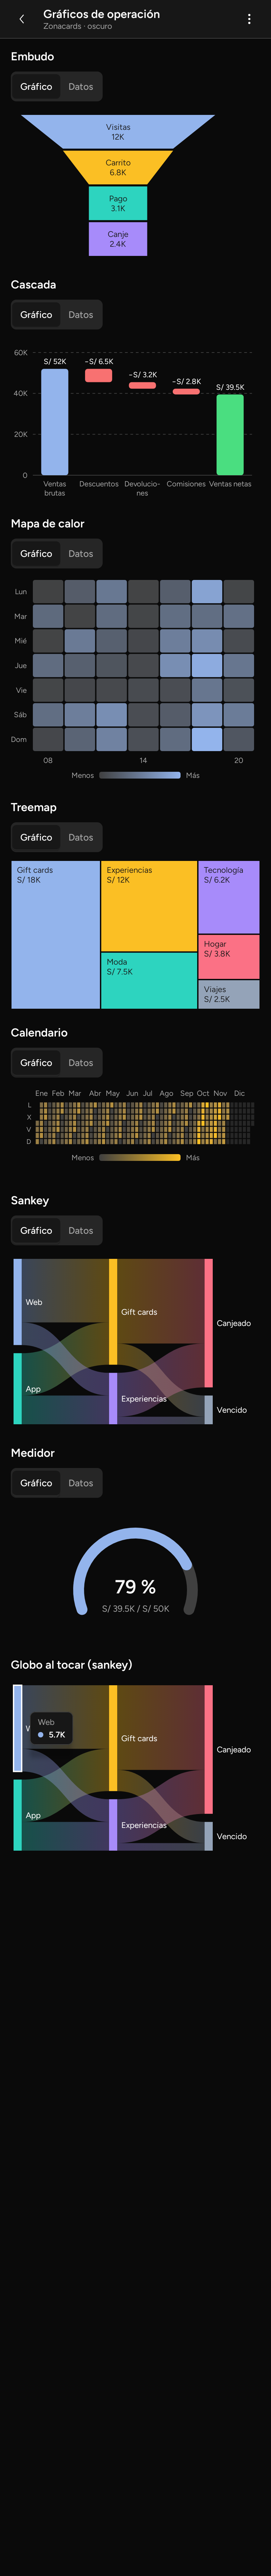 Gráficos de operación
Zonacards · oscuro
Embudo
Gráfico Datos
Visitas
12K
Carrito
6.8K
Pago
3.1K
Canje
2.4K
Cascada
Gráfico Datos
60K
40K
20K
0
S/ 52K
−S/ 6.5K
−S/ 3.2K
−S/ 2.8K
S/ 39.5K
Ventas
brutas
Descuentos
Devolucio-
nes
Comisiones
Ventas netas
Mapa de calor
Gráfico Datos
Lun
Mar
Mié
Jue
Vie
Sáb
Dom
08 14 20
Menos Más
Treemap
Gráfico Datos
Gift cards
S/ 18K
Experiencias
S/ 12K
Moda
S/ 7.5K
Tecnología
S/ 6.2K
Hogar
S/ 3.8K
Viajes
S/ 2.5K
Calendario
Gráfico Datos
Ene Feb Mar Abr May Jun Jul Ago Sep Oct Nov Dic
L
X
V
D
Menos Más
Sankey
Gráfico Datos
Web
App
Gift cards
Experiencias
Canjeado
Vencido
Medidor
Gráfico Datos
79 %
S/ 39.5K / S/ 50K
Globo al tocar (sankey)
Web
5.7K
App
Gift cards
Experiencias
Canjeado
Vencido